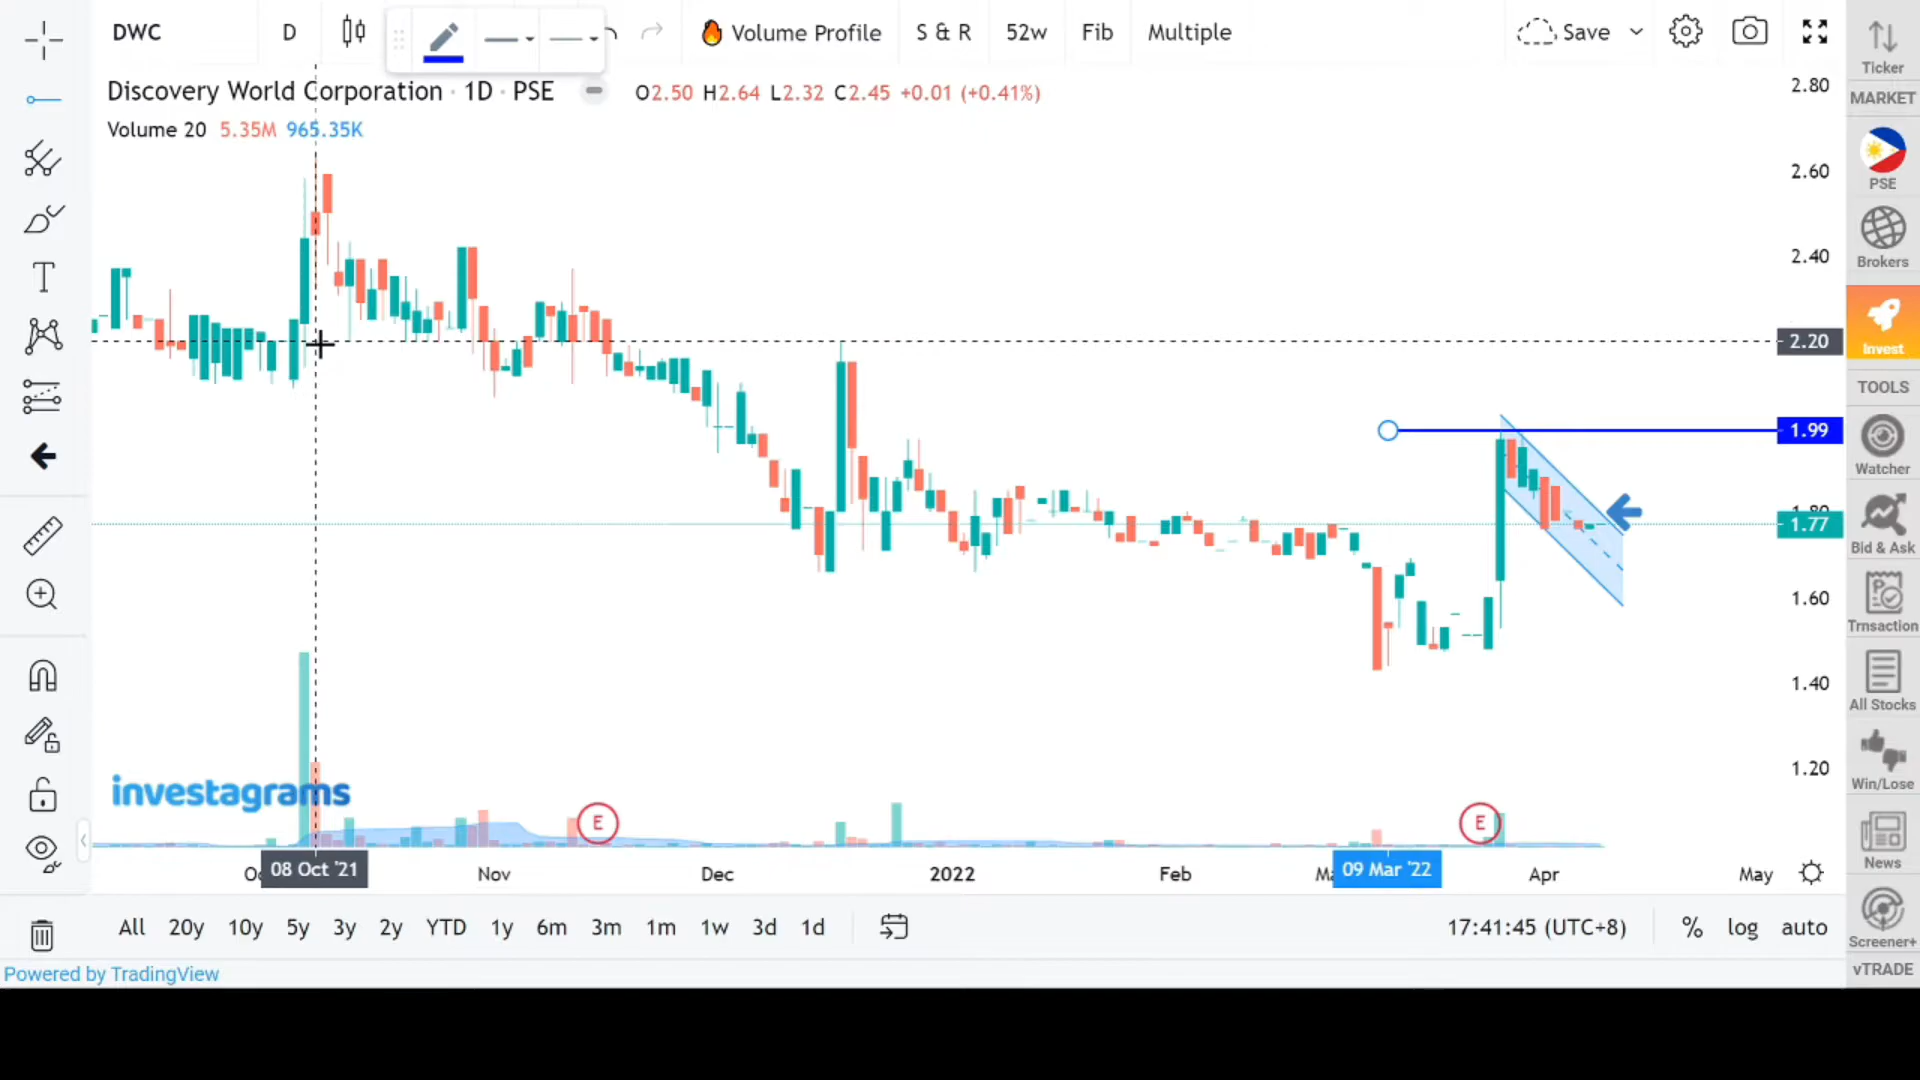 DWC D Volume Profile S & R 52w Fib Multiple Save
Discovery World Corporation · 1D · PSE O2.50 H2.64 L2.32 C2.45 +0.01 (+0.41%)
Volume 20 5.35M 965.35K
2.80
2.60
2.40
2.20
1.99
1.80
1.77
1.60
1.40
1.20
investagrams
E E
08 Oct '21 Nov Dec 2022 Feb 09 Mar '22 Apr May
All 20y 10y 5y 3y 2y YTD 1y 6m 3m 1m 1w 3d 1d 17:41:45 (UTC+8) % log auto
Powered by TradingView
Ticker
MARKET
PSE
Brokers
Invest
TOOLS
Watcher
Bid & Ask
Trnsaction
All Stocks
Win/Lose
News
Screener+
vTRADE